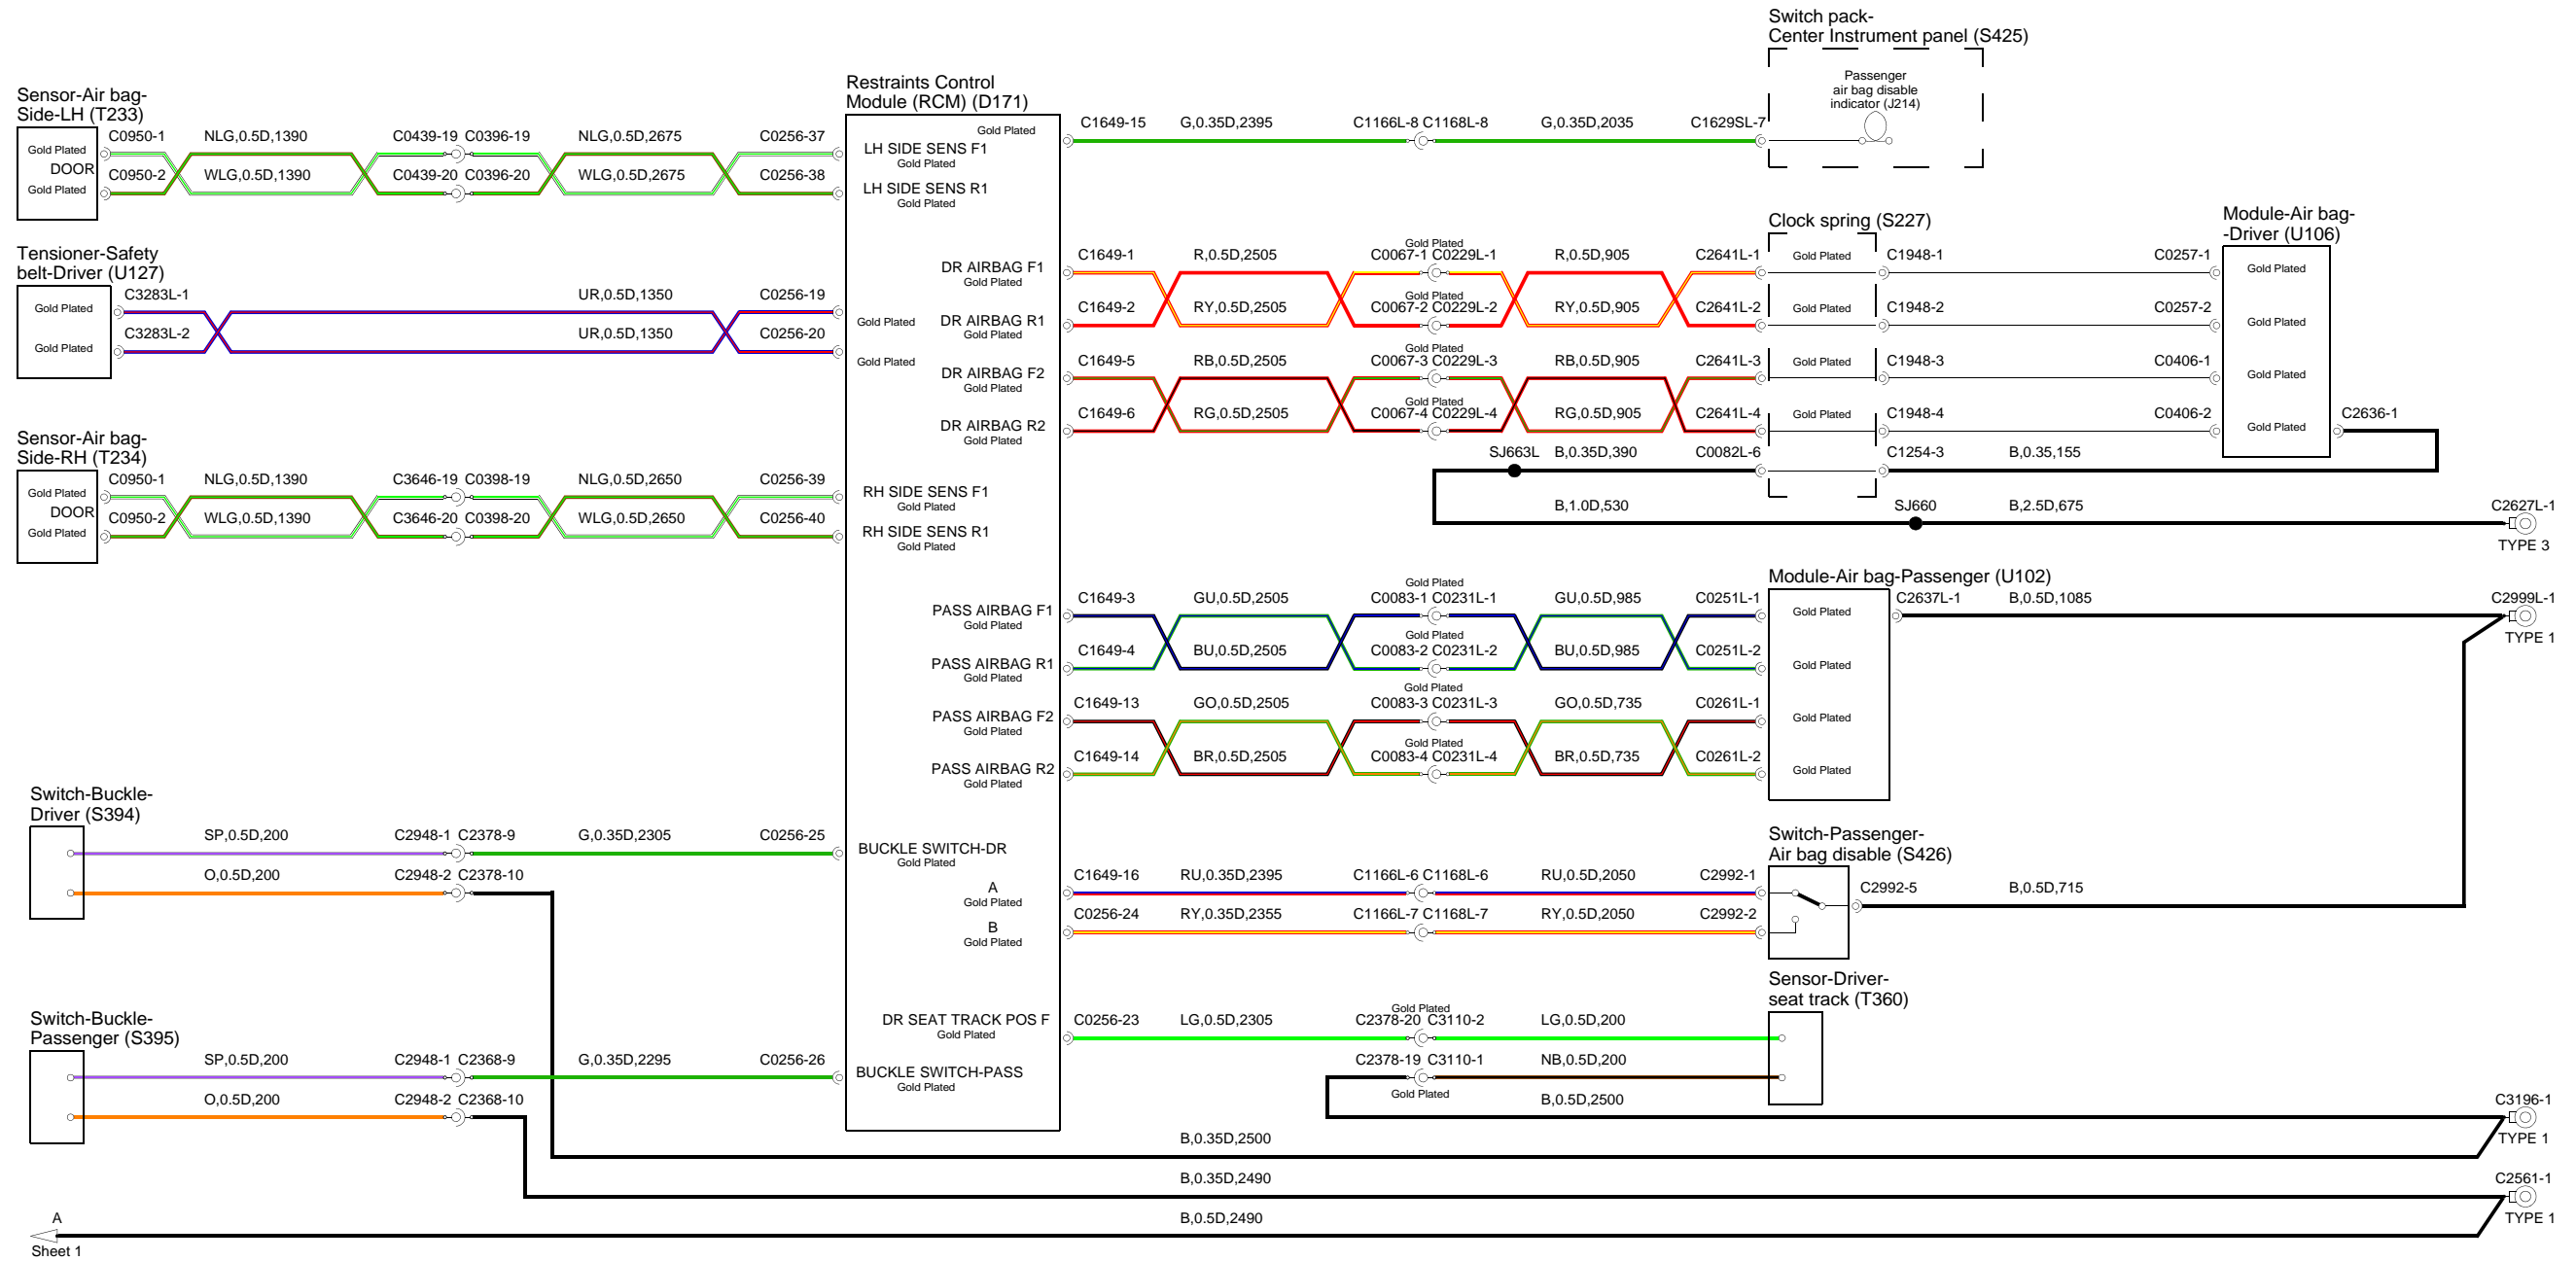 Switch pack-
Center Instrument panel (S425)
Passenger
air bag disable
indicator (J214)
Sensor-Air bag-
Side-LH (T233)
Gold Plated
DOOR
Gold Plated
C0950-1 NLG,0.5D,1390 C0439-19 C0396-19 NLG,0.5D,2675 C0256-37
C0950-2 WLG,0.5D,1390 C0439-20 C0396-20 WLG,0.5D,2675 C0256-38
Restraints Control
Module (RCM) (D171)
Gold Plated
LH SIDE SENS F1
Gold Plated
LH SIDE SENS R1
Gold Plated
C1649-15 G,0.35D,2395 C1166L-8 C1168L-8 G,0.35D,2035 C1629SL-7
Tensioner-Safety
belt-Driver (U127)
Gold Plated
Gold Plated
C3283L-1 UR,0.5D,1350 C0256-19
C3283L-2 UR,0.5D,1350 C0256-20
Gold Plated
Gold Plated
DR AIRBAG F1
Gold Plated
DR AIRBAG R1
Gold Plated
DR AIRBAG F2
Gold Plated
DR AIRBAG R2
Gold Plated
Clock spring (S227)
Module-Air bag-
-Driver (U106)
Gold Plated
C1649-1 R,0.5D,2505 C0067-1 C0229L-1 R,0.5D,905 C2641L-1 Gold Plated C1948-1 C0257-1 Gold Plated
Gold Plated
C1649-2 RY,0.5D,2505 C0067-2 C0229L-2 RY,0.5D,905 C2641L-2 Gold Plated C1948-2 C0257-2 Gold Plated
Gold Plated
C1649-5 RB,0.5D,2505 C0067-3 C0229L-3 RB,0.5D,905 C2641L-3 Gold Plated C1948-3 C0406-1 Gold Plated
Gold Plated
C1649-6 RG,0.5D,2505 C0067-4 C0229L-4 RG,0.5D,905 C2641L-4 Gold Plated C1948-4 C0406-2 Gold Plated C2636-1
SJ663L B,0.35D,390 C0082L-6 C1254-3 B,0.35,155
B,1.0D,530 SJ660 B,2.5D,675 C2627L-1
TYPE 3
Sensor-Air bag-
Side-RH (T234)
Gold Plated
DOOR
Gold Plated
C0950-1 NLG,0.5D,1390 C3646-19 C0398-19 NLG,0.5D,2650 C0256-39
C0950-2 WLG,0.5D,1390 C3646-20 C0398-20 WLG,0.5D,2650 C0256-40
RH SIDE SENS F1
Gold Plated
RH SIDE SENS R1
Gold Plated
PASS AIRBAG F1
Gold Plated
PASS AIRBAG R1
Gold Plated
PASS AIRBAG F2
Gold Plated
PASS AIRBAG R2
Gold Plated
Module-Air bag-Passenger (U102)
Gold Plated
C1649-3 GU,0.5D,2505 C0083-1 C0231L-1 GU,0.5D,985 C0251L-1 Gold Plated C2637L-1 B,0.5D,1085 C2999L-1
TYPE 1
Gold Plated
C1649-4 BU,0.5D,2505 C0083-2 C0231L-2 BU,0.5D,985 C0251L-2 Gold Plated
Gold Plated
C1649-13 GO,0.5D,2505 C0083-3 C0231L-3 GO,0.5D,735 C0261L-1 Gold Plated
Gold Plated
C1649-14 BR,0.5D,2505 C0083-4 C0231L-4 BR,0.5D,735 C0261L-2 Gold Plated
Switch-Buckle-
Driver (S394)
SP,0.5D,200 C2948-1 C2378-9 G,0.35D,2305 C0256-25
O,0.5D,200 C2948-2 C2378-10
BUCKLE SWITCH-DR
Gold Plated
A
Gold Plated
B
Gold Plated
Switch-Passenger-
Air bag disable (S426)
C1649-16 RU,0.35D,2395 C1166L-6 C1168L-6 RU,0.5D,2050 C2992-1 C2992-5 B,0.5D,715
C0256-24 RY,0.35D,2355 C1166L-7 C1168L-7 RY,0.5D,2050 C2992-2
Sensor-Driver-
seat track (T360)
DR SEAT TRACK POS F
Gold Plated
Gold Plated
C0256-23 LG,0.5D,2305 C2378-20 C3110-2 LG,0.5D,200
C2378-19 C3110-1 NB,0.5D,200
Gold Plated
B,0.5D,2500 C3196-1
TYPE 1
Switch-Buckle-
Passenger (S395)
SP,0.5D,200 C2948-1 C2368-9 G,0.35D,2295 C0256-26
O,0.5D,200 C2948-2 C2368-10
BUCKLE SWITCH-PASS
Gold Plated
B,0.35D,2500
B,0.35D,2490 C2561-1
TYPE 1
B,0.5D,2490
A
Sheet 1